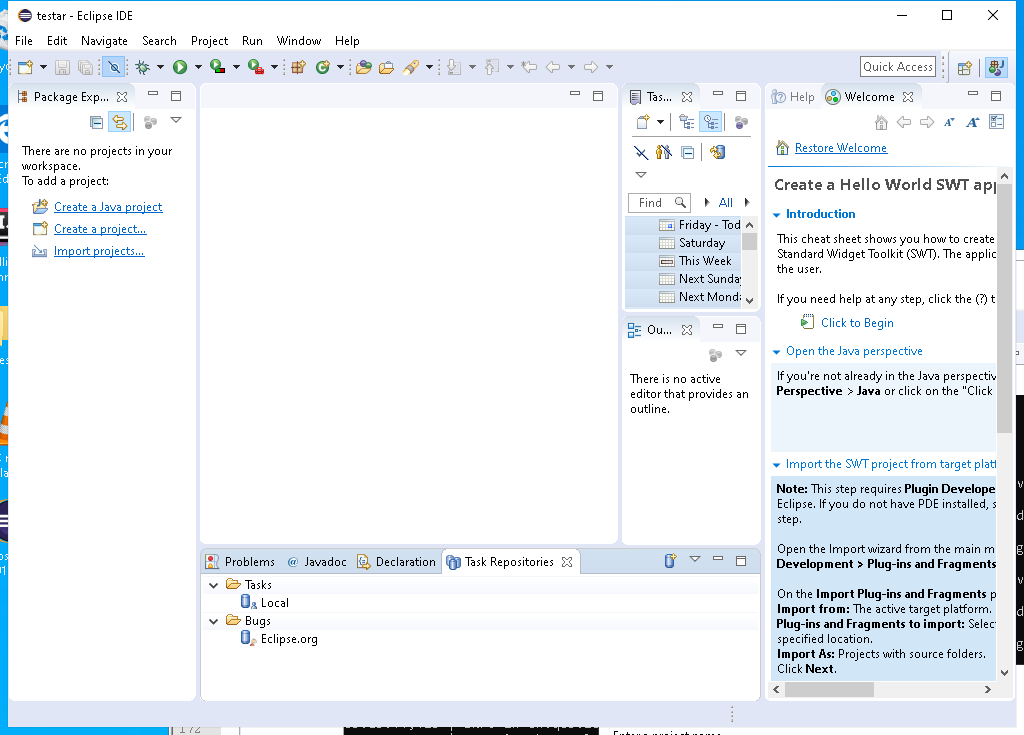 testar - Eclipse IDE
File Edit Navigate Search Project Run Window Help
Quick Access
Package Exp...
There are no projects in your
workspace.
To add a project:
Create a Java project
Create a project...
Import projects...
Tas...
Find
All
Friday - Tod
Saturday
This Week
Next Sunda
Next Monda
Ou...
There is no active
editor that provides an
outline.
Help Welcome
Restore Welcome
Create a Hello World SWT app
Introduction
This cheat sheet shows you how to create
Standard Widget Toolkit (SWT). The applic
the user.
If you need help at any step, click the (?) t
Click to Begin
Open the Java perspective
If you're not already in the Java perspectiv
Perspective > Java or click on the "Click
Import the SWT project from target platf
Note: This step requires Plugin Develope
Eclipse. If you do not have PDE installed, s
step.
Open the Import wizard from the main m
Development > Plug-ins and Fragments
On the Import Plug-ins and Fragments p
Import from: The active target platform.
Plug-ins and Fragments to import: Selec
specified location.
Import As: Projects with source folders.
Click Next.
Problems @ Javadoc Declaration Task Repositories
Tasks
Local
Bugs
Eclipse.org
172